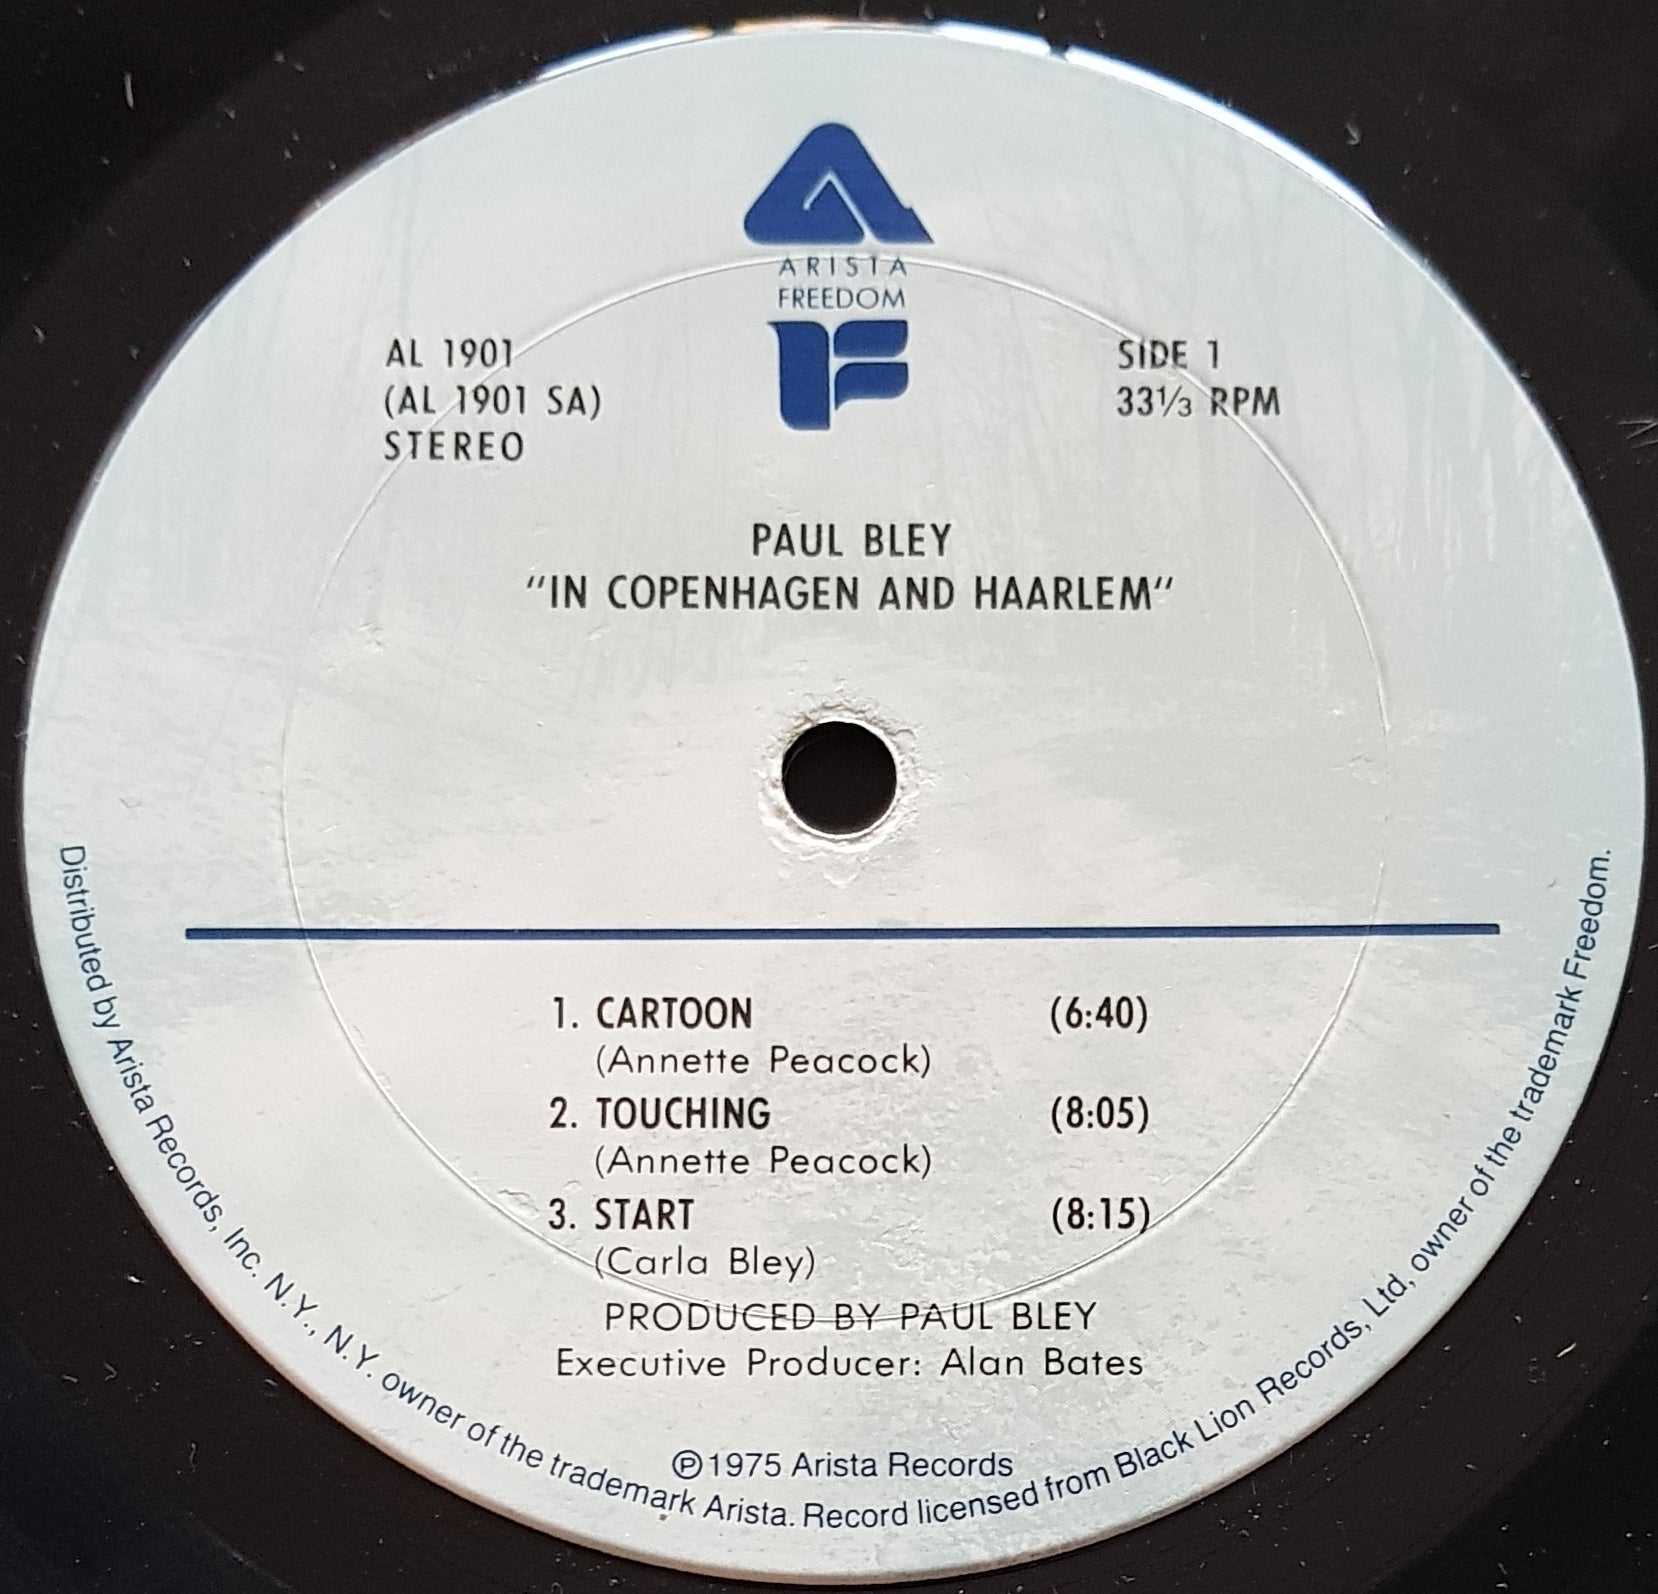 ARISTA
FREEDOM
AL 1901
(AL 1901 SA)
STEREO
SIDE 1
33⅓ RPM
PAUL BLEY
“IN COPENHAGEN AND HAARLEM”
1. CARTOON (6:40)
(Annette Peacock)
2. TOUCHING (8:05)
(Annette Peacock)
3. START (8:15)
(Carla Bley)
PRODUCED BY PAUL BLEY
Executive Producer: Alan Bates
℗1975 Arista Records
Distributed by Arista Records, Inc. N.Y., N.Y. owner of the trademark Arista. Record licensed from Black Lion Records, Ltd, owner of the trademark Freedom.